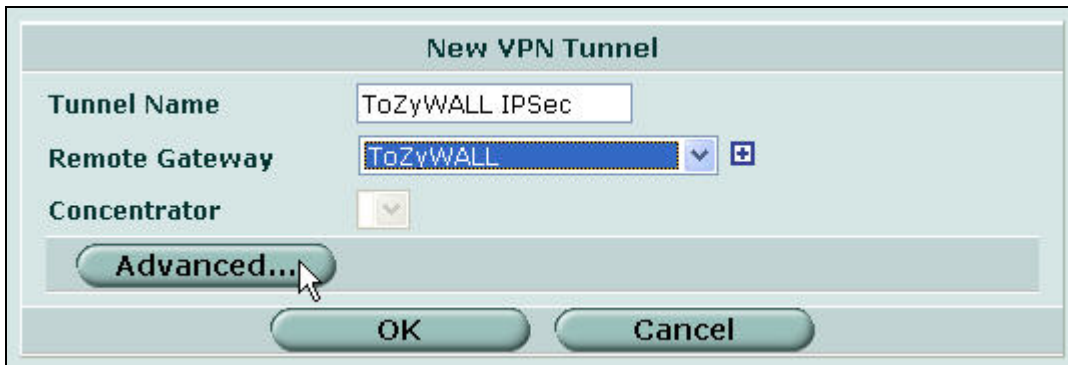 New VPN Tunnel
Tunnel Name ToZyWALL IPSec
Remote Gateway ToZyWALL
Concentrator
Advanced...
OK Cancel